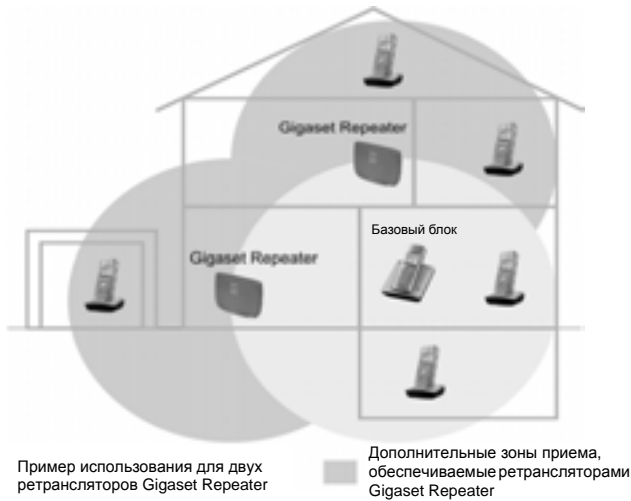 Gigaset Repeater
Базовый блок
Gigaset Repeater
Пример использования для двух
ретрансляторов Gigaset Repeater
Дополнительные зоны приема,
обеспечиваемые ретрансляторами
Gigaset Repeater